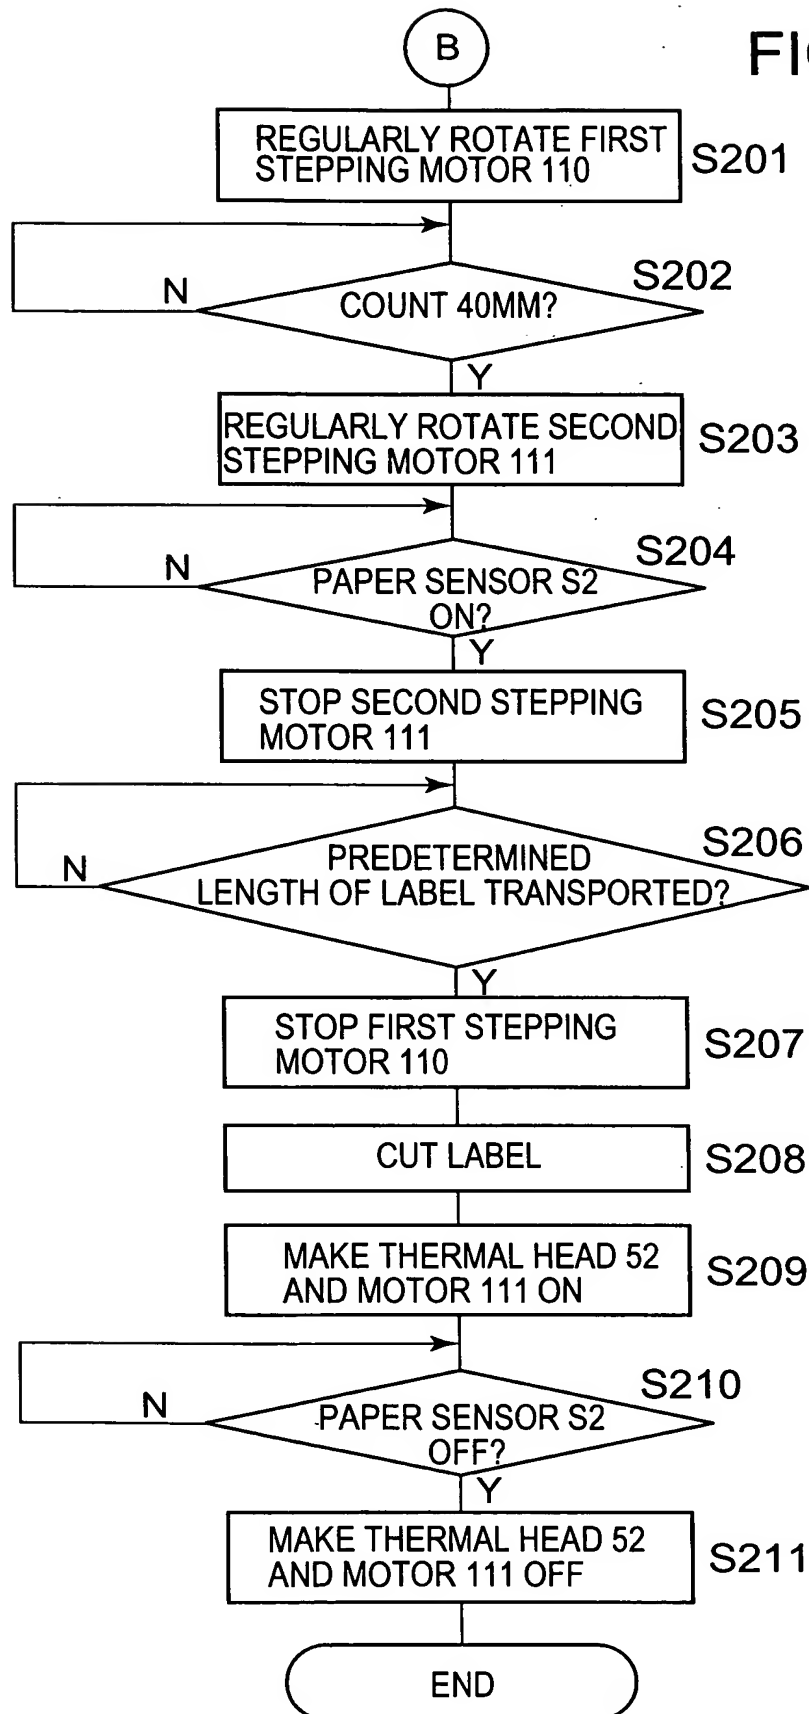 B
FIG
REGULARLY ROTATE FIRST
STEPPING MOTOR 110
S201
S202
N
COUNT 40MM?
Y
REGULARLY ROTATE SECOND
STEPPING MOTOR 111
S203
S204
N
PAPER SENSOR S2
ON?
Y
STOP SECOND STEPPING
MOTOR 111
S205
S206
N
PREDETERMINED
LENGTH OF LABEL TRANSPORTED?
Y
STOP FIRST STEPPING
MOTOR 110
S207
CUT LABEL
S208
MAKE THERMAL HEAD 52
AND MOTOR 111 ON
S209
S210
N
PAPER SENSOR S2
OFF?
Y
MAKE THERMAL HEAD 52
AND MOTOR 111 OFF
S211
END